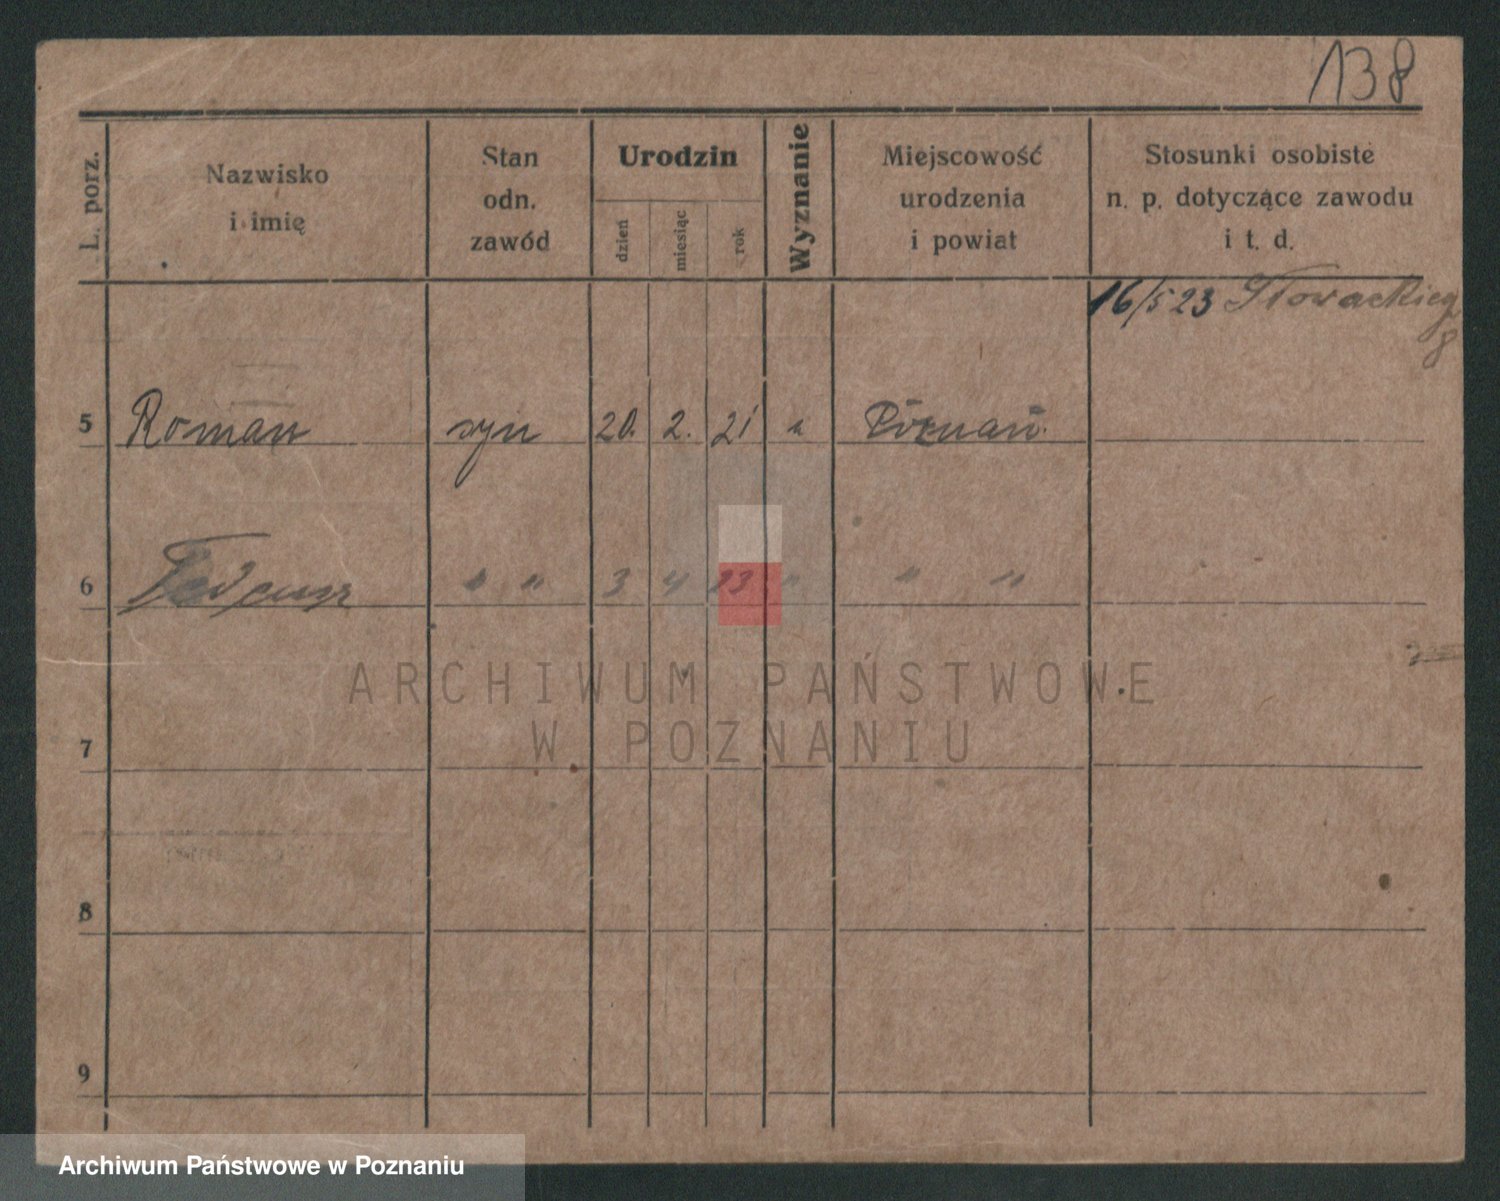 138
L. porz.
Nazwisko
i imię
Stan
odn.
zawód
Urodzin
dzień
miesiąc
rok
Wyznanie
Miejscowość
urodzenia
i powiat
Stosunki osobiste
n. p. dotyczące zawodu
i t. d.
16/5 23 Słowackieg
8
5 Roman syn 20. 2. 21 " Poznań.
6 Tadeusz " " 3 4 23 " " "
ARCHIWUM PAŃSTWOWE
W POZNANIU
7
8
9
Archiwum Państwowe w Poznaniu